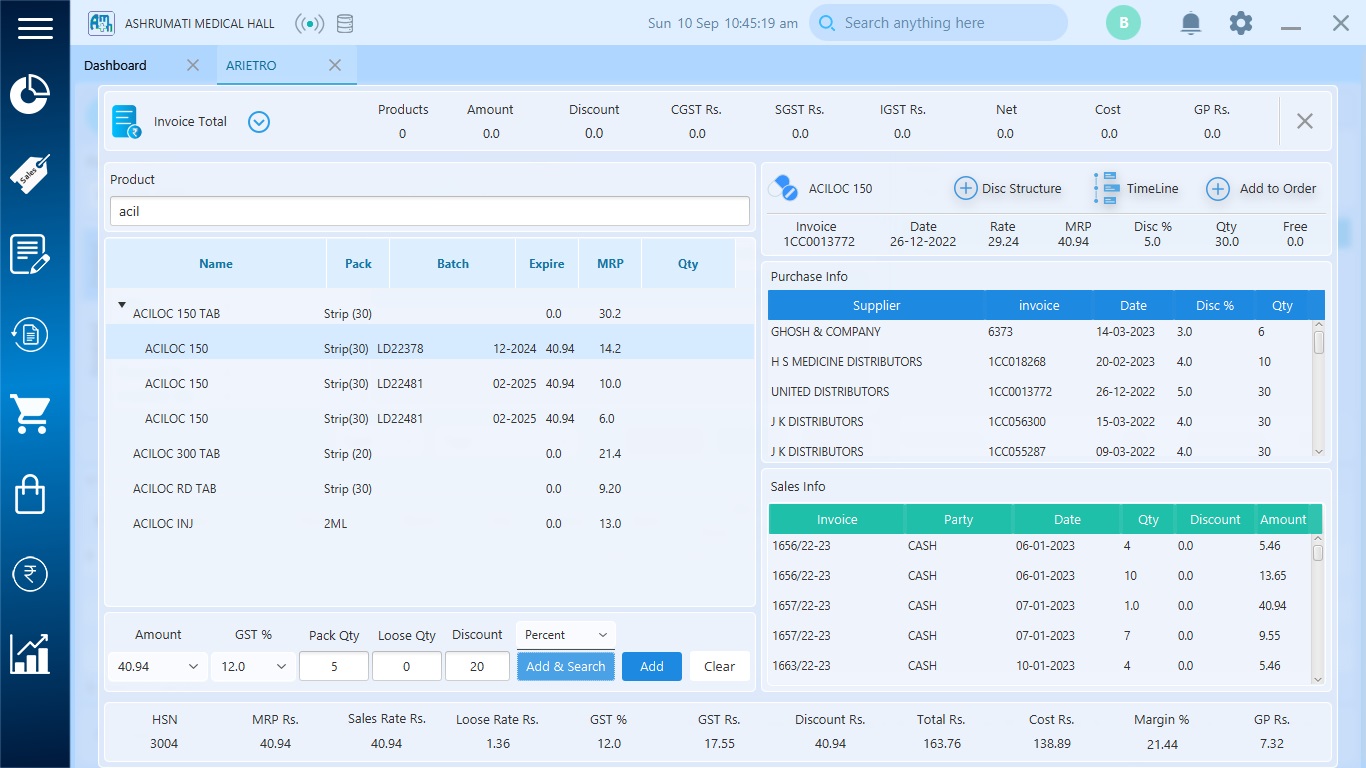 ASHRUMATI MEDICAL HALL Sun 10 Sep 10:45:19 am Search anything here B
Dashboard ARIETRO
Invoice Total
Products Amount Discount CGST Rs. SGST Rs. IGST Rs. Net Cost GP Rs.
0 0.0 0.0 0.0 0.0 0.0 0.0 0.0 0.0
Sales
Product
acil
Name Pack Batch Expire MRP Qty
ACILOC 150 TAB Strip (30) 0.0 30.2
ACILOC 150 Strip(30) LD22378 12-2024 40.94 14.2
ACILOC 150 Strip(30) LD22481 02-2025 40.94 10.0
ACILOC 150 Strip(30) LD22481 02-2025 40.94 6.0
ACILOC 300 TAB Strip (20) 0.0 21.4
ACILOC RD TAB Strip (30) 0.0 9.20
ACILOC INJ 2ML 0.0 13.0
Amount GST % Pack Qty Loose Qty Discount Percent
40.94 12.0 5 0 20 Add & Search Add Clear
ACILOC 150 Disc Structure TimeLine Add to Order
Invoice Date Rate MRP Disc % Qty Free
1CC0013772 26-12-2022 29.24 40.94 5.0 30.0 0.0
Purchase Info
Supplier invoice Date Disc % Qty
GHOSH & COMPANY 6373 14-03-2023 3.0 6
H S MEDICINE DISTRIBUTORS 1CC018268 20-02-2023 4.0 10
UNITED DISTRIBUTORS 1CC0013772 26-12-2022 5.0 30
J K DISTRIBUTORS 1CC056300 15-03-2022 4.0 30
J K DISTRIBUTORS 1CC055287 09-03-2022 4.0 30
Sales Info
Invoice Party Date Qty Discount Amount
1656/22-23 CASH 06-01-2023 4 0.0 5.46
1656/22-23 CASH 06-01-2023 10 0.0 13.65
1657/22-23 CASH 07-01-2023 1.0 0.0 40.94
1657/22-23 CASH 07-01-2023 7 0.0 9.55
1663/22-23 CASH 10-01-2023 4 0.0 5.46
HSN MRP Rs. Sales Rate Rs. Loose Rate Rs. GST % GST Rs. Discount Rs. Total Rs. Cost Rs. Margin % GP Rs.
3004 40.94 40.94 1.36 12.0 17.55 40.94 163.76 138.89 21.44 7.32